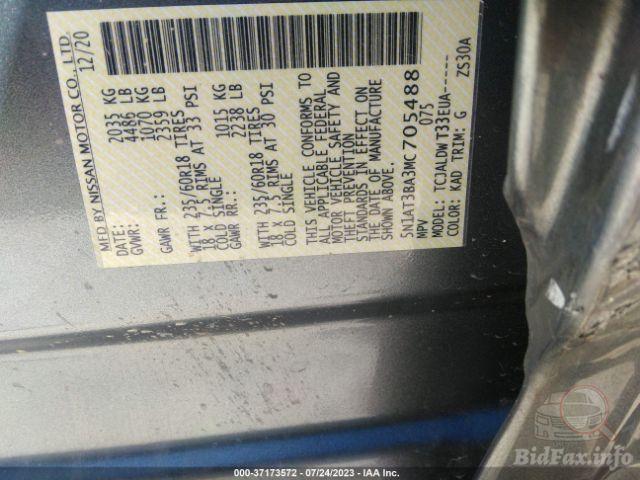 MFD BY NISSAN MOTOR CO., LTD.
DATE: 12/20
GVWR: 2035 KG
4486 LB
GAWR FR.: 1070 KG
2359 LB
WITH 235/60R18 TIRES
18 X 7.5 RIMS AT 33 PSI
COLD SINGLE
GAWR RR.: 1015 KG
2238 LB
WITH 235/60R18 TIRES
18 X 7.5 RIMS AT 30 PSI
COLD SINGLE
THIS VEHICLE CONFORMS TO
ALL APPLICABLE FEDERAL
MOTOR VEHICLE SAFETY AND
THEFT PREVENTION
STANDARDS IN EFFECT ON
THE DATE OF MANUFACTURE
SHOWN ABOVE.
5N1AT3BA3MC705488
MPV 075
MODEL: TCJALDW T33EUA-----
COLOR: KAD TRIM: G ZS30A
BidFax.info
000-37173572 - 07/24/2023 - IAA Inc.